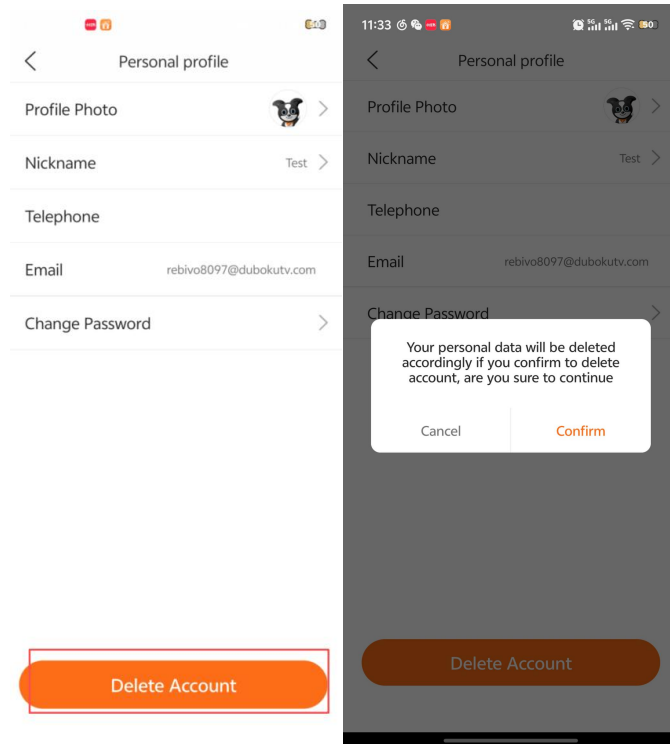 Personal profile
Profile Photo
Nickname
Test
Telephone
Email
rebivo8097@dubokutv.com
Change Password
Delete Account
11:33
50
Personal profile
Profile Photo
Nickname
Test
Telephone
Email
rebivo8097@dubokutv.com
Change Password
Your personal data will be deleted
accordingly if you confirm to delete
account, are you sure to continue
Cancel
Confirm
Delete Account